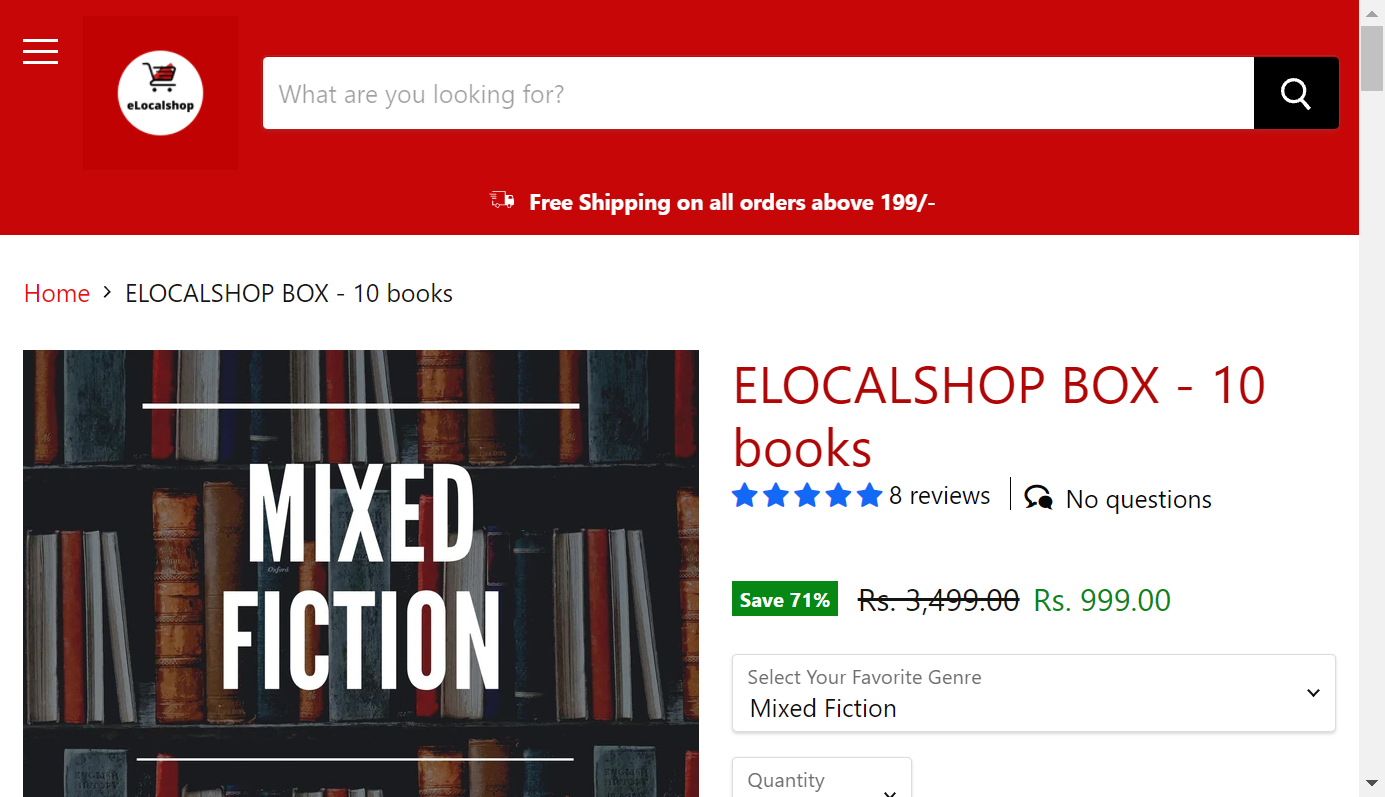 eLocalshop
What are you looking for?
Free Shipping on all orders above 199/-
Home > ELOCALSHOP BOX - 10 books
MIXED
FICTION
Oxford
ELOCALSHOP BOX - 10
books
8 reviews
No questions
Save 71% Rs. 3,499.00 Rs. 999.00
Select Your Favorite Genre
Mixed Fiction
Quantity